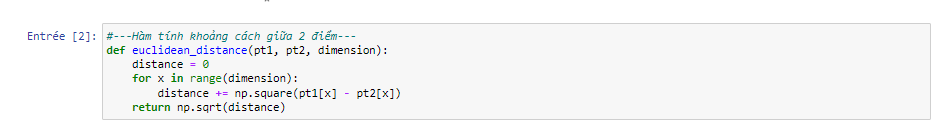 Entrée [2]: #---Hàm tính khoảng cách giữa 2 điểm---
def euclidean_distance(pt1, pt2, dimension):
    distance = 0
    for x in range(dimension):
        distance += np.square(pt1[x] - pt2[x])
    return np.sqrt(distance)